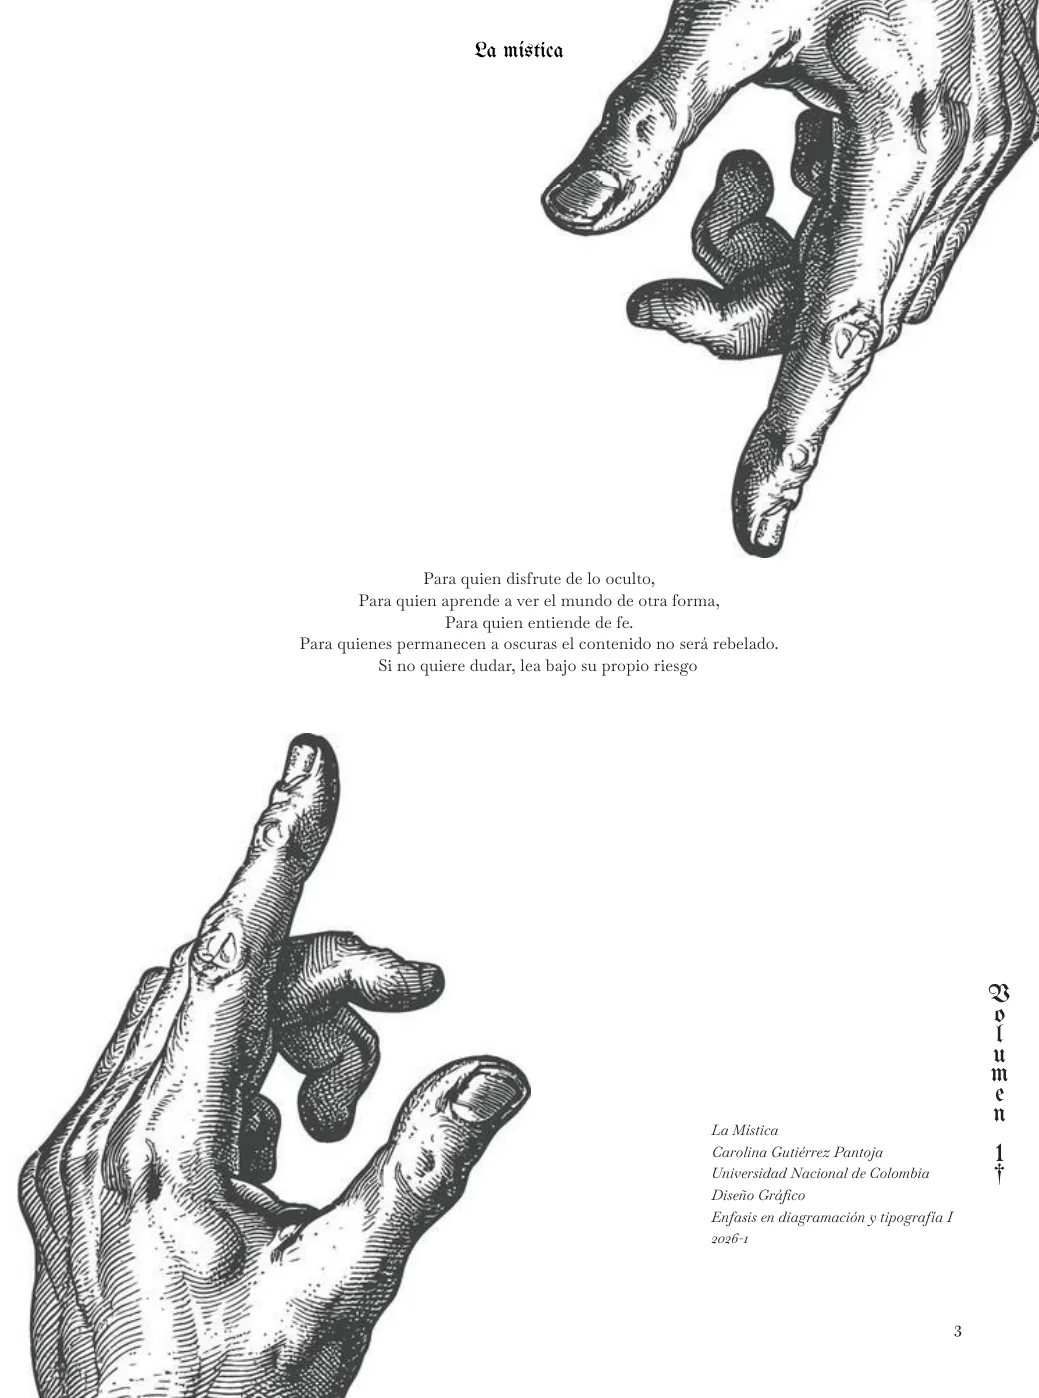 La mística
Para quien disfrute de lo oculto,
Para quien aprende a ver el mundo de otra forma,
Para quien entiende de fe.
Para quienes permanecen a oscuras el contenido no será rebelado.
Si no quiere dudar, lea bajo su propio riesgo
Volumen 1†
La Mistica
Carolina Gutiérrez Pantoja
Universidad Nacional de Colombia
Diseño Gráfico
Enfasis en diagramación y tipografía I
2026-1
3